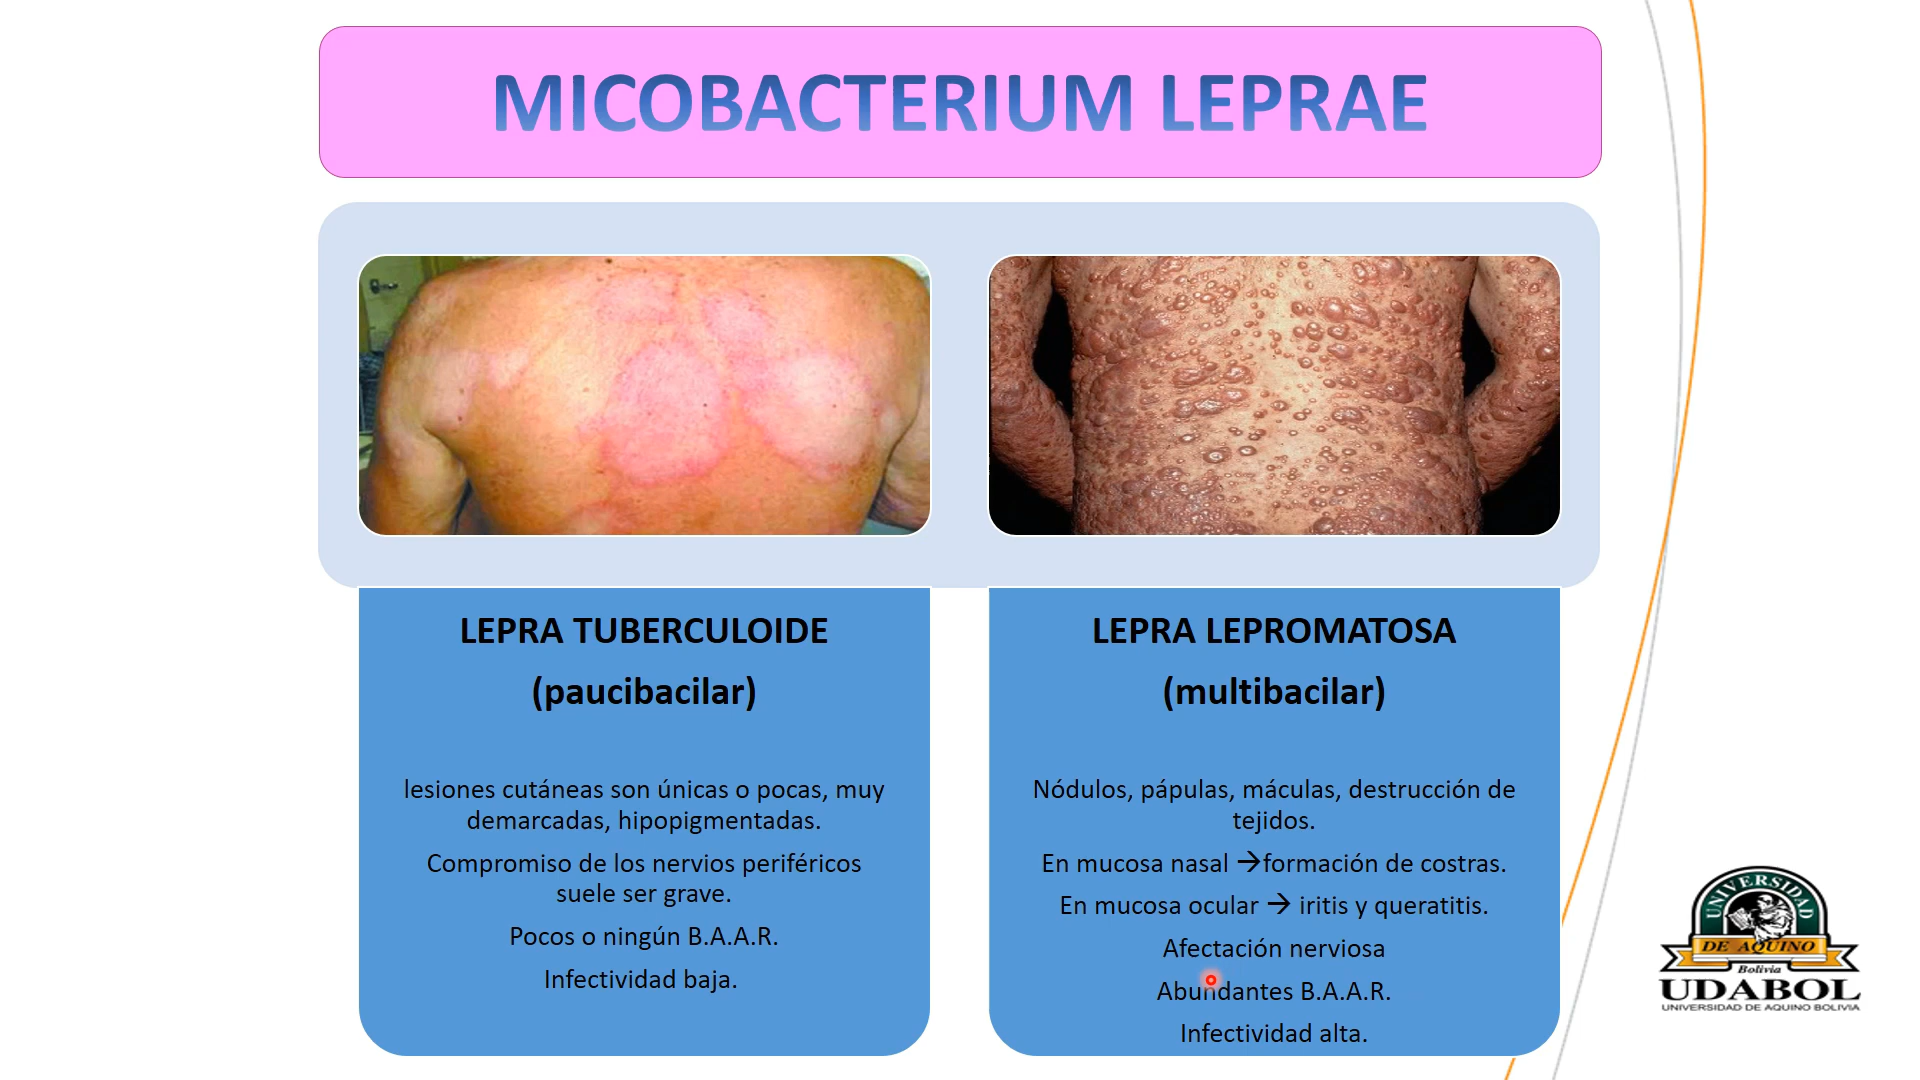 MICOBACTERIUM LEPRAE
LEPRA TUBERCULOIDE
(paucibacilar)
lesiones cutáneas son únicas o pocas, muy
demarcadas, hipopigmentadas.
Compromiso de los nervios periféricos
suele ser grave.
Pocos o ningún B.A.A.R.
Infectividad baja.
LEPRA LEPROMATOSA
(multibacilar)
Nódulos, pápulas, máculas, destrucción de
tejidos.
En mucosa nasal →formación de costras.
En mucosa ocular → iritis y queratitis.
Afectación nerviosa
Abundantes B.A.A.R.
Infectividad alta.
UNIVERSIDAD
DE AQUINO
Bolivia
UDABOL
UNIVERSIDAD DE AQUINO BOLIVIA